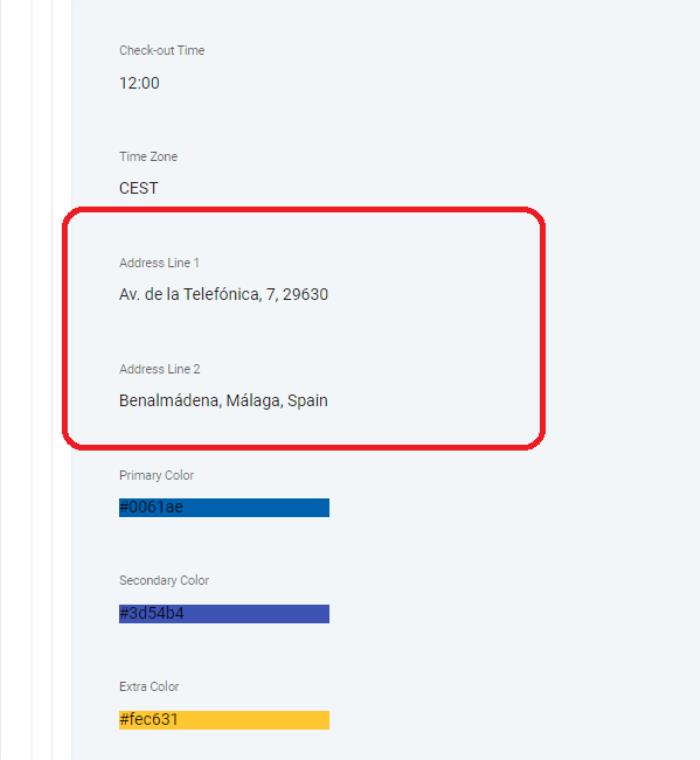 Check-out Time
12:00
Time Zone
CEST
Address Line 1
Av. de la Telefónica, 7, 29630
Address Line 2
Benalmádena, Málaga, Spain
Primary Color
#0061ae
Secondary Color
#3d54b4
Extra Color
#fec631